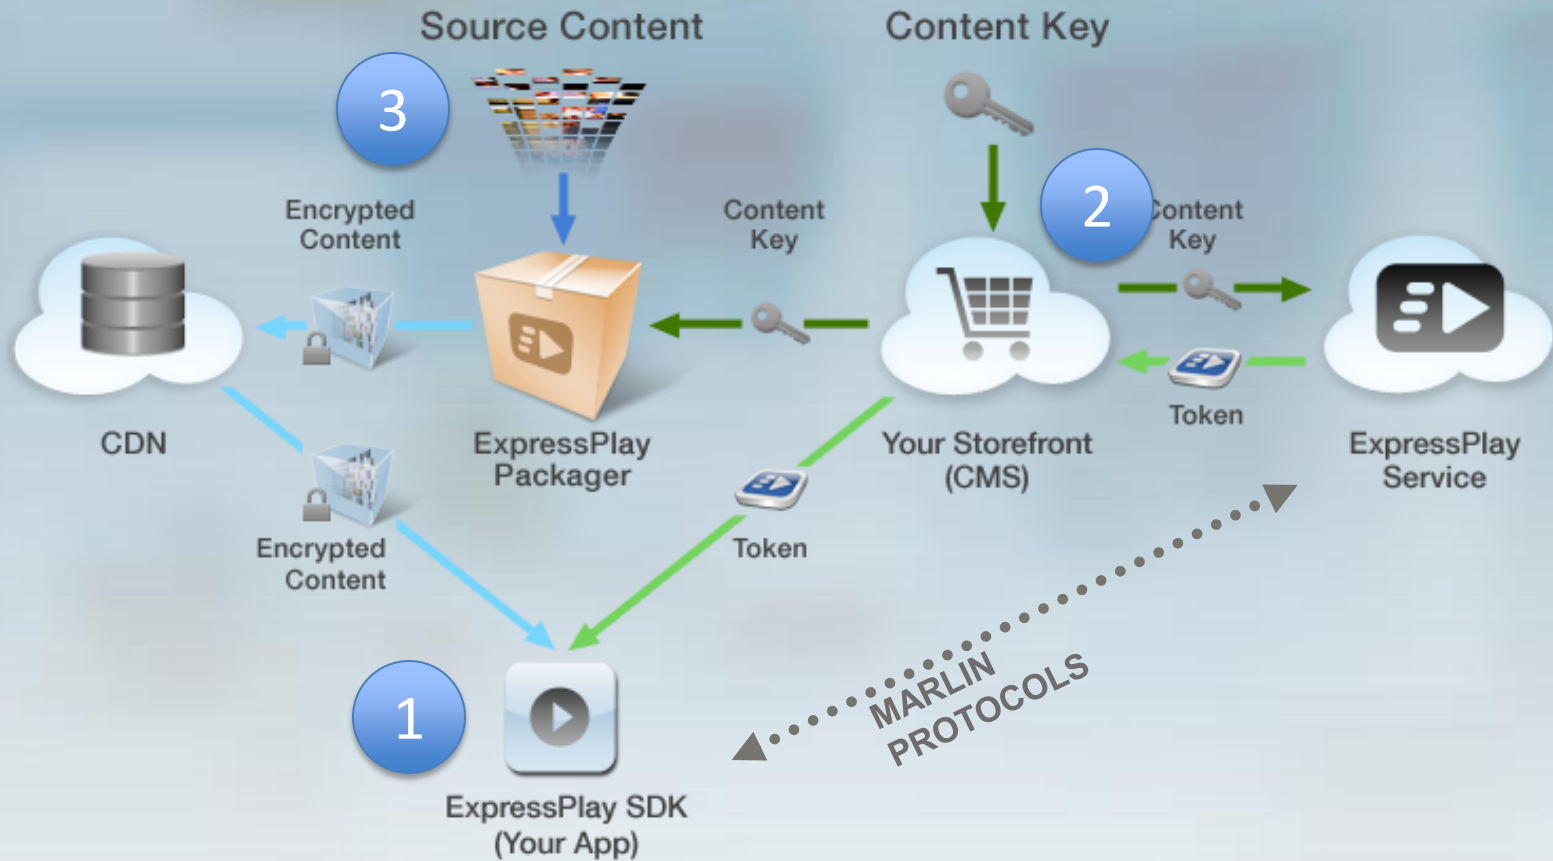 Source Content
Content Key
3
2
Encrypted
Content
Content
Key
Content
Key
CDN
ExpressPlay
Packager
Your Storefront
(CMS)
Token
ExpressPlay
Service
Encrypted
Content
Token
MARLIN
PROTOCOLS
1
ExpressPlay SDK
(Your App)